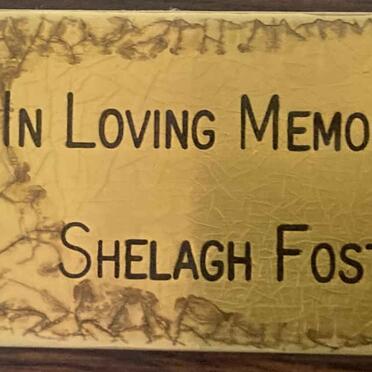 In Loving Memo
Shelagh Fost